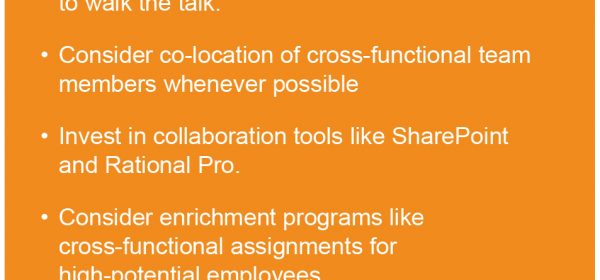 to walk the talk.
• Consider co-location of cross-functional team
members whenever possible
• Invest in collaboration tools like SharePoint
and Rational Pro.
• Consider enrichment programs like
cross-functional assignments for
high-potential employees